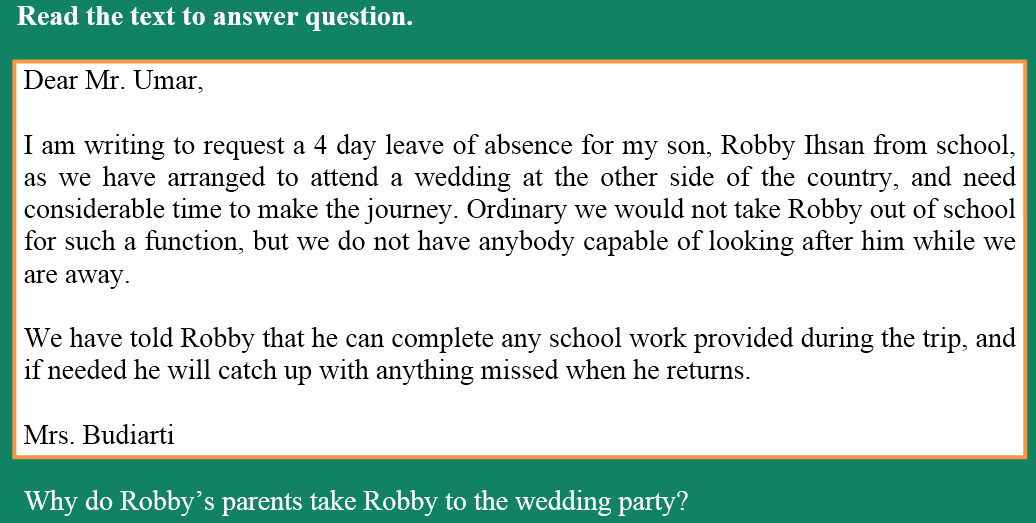 Read the text to answer question.
Dear Mr. Umar,
I am writing to request a 4 day leave of absence for my son, Robby Ihsan from school,
as we have arranged to attend a wedding at the other side of the country, and need
considerable time to make the journey. Ordinary we would not take Robby out of school
for such a function, but we do not have anybody capable of looking after him while we
are away.
We have told Robby that he can complete any school work provided during the trip, and
if needed he will catch up with anything missed when he returns.
Mrs. Budiarti
Why do Robby’s parents take Robby to the wedding party?